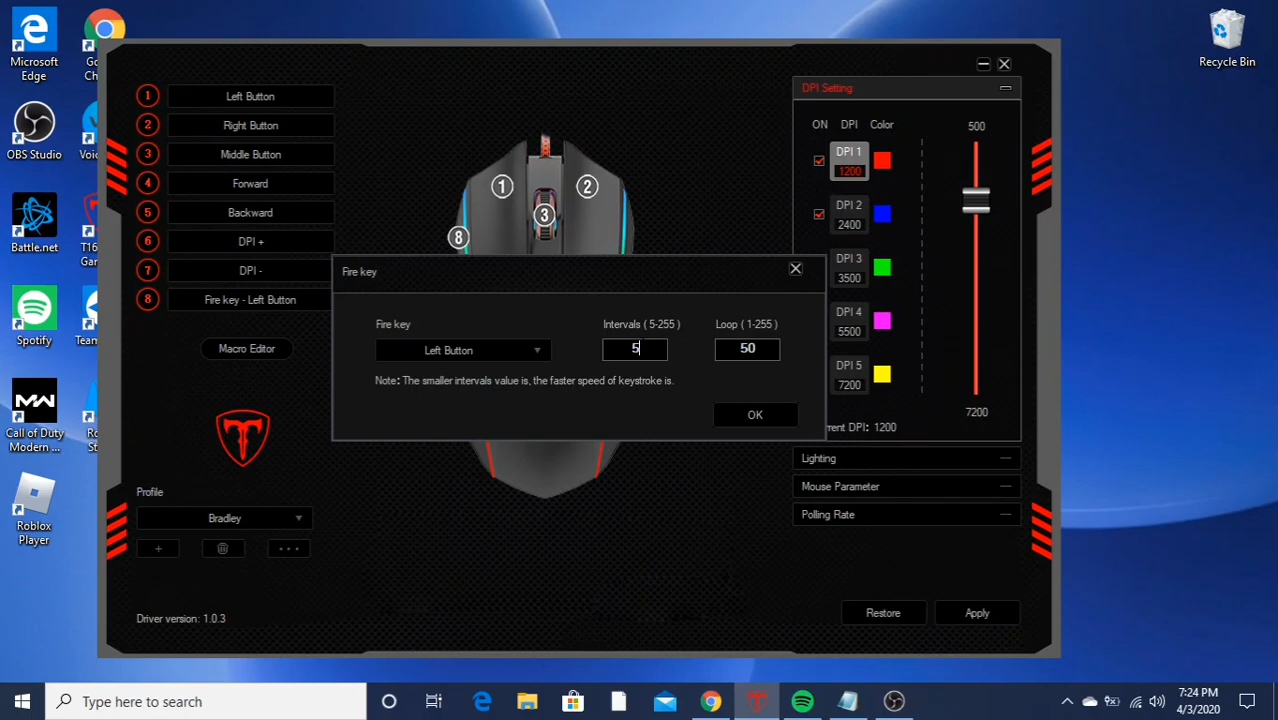 Microsoft
Edge
OBS Studio
Battle.net
Spotify
Call of Duty
Modern ...
Roblox
Player
Recycle Bin
1 Left Button
2 Right Button
3 Middle Button
4 Forward
5 Backward
6 DPI +
7 DPI -
8 Fire key - Left Button
Macro Editor
Profile
Bradley
+
...
Driver version: 1.0.3
1
2
3
8
Fire key
Fire key Intervals ( 5-255 ) Loop ( 1-255 )
Left Button 5 50
Note: The smaller intervals value is, the faster speed of keystroke is.
OK
DPI Setting
ON DPI Color 500
DPI 1
1200
DPI 2
2400
DPI 3
3500
DPI 4
5500
DPI 5
7200
7200
DPI: 1200
Lighting
Mouse Parameter
Polling Rate
Restore Apply
Type here to search
7:24 PM
4/3/2020